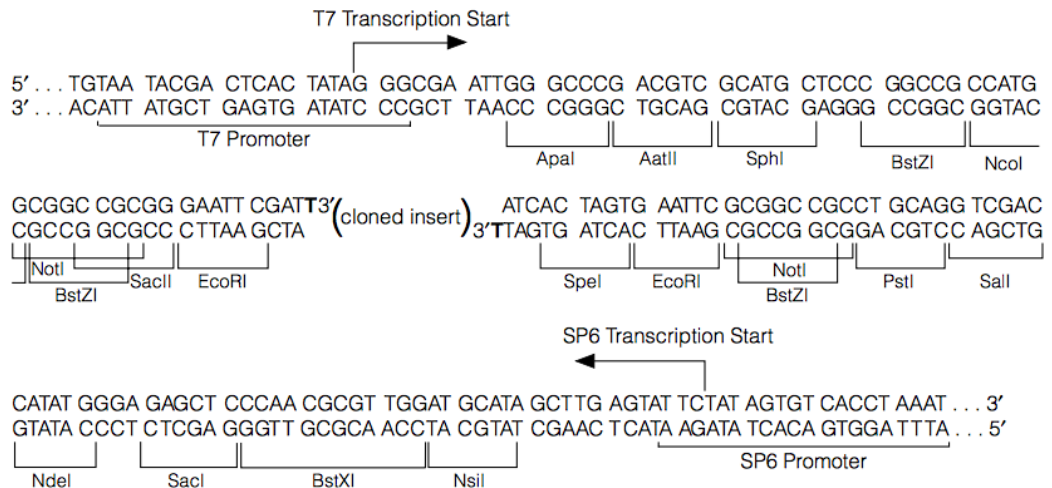 T7 Transcription Start
5′ . . . TGTAA TACGA CTCACT ATAG GGCGA ATTGG GCCCG ACGTC GCATG CTCCC GGCCG CCATG
3′ . . . ACATT ATGCT GAGTG ATATC CCGCT TAACC CGGGC TGCAG CGTAC GAGGG CCGGC GGTAC
T7 Promoter
ApaI AatII SphI BstZI NcoI
GCGGC CGCGG GAATT CGATT3′ (cloned insert) ATCAC TAGTG AATTC GCGGC CGCCT GCAGG TCGAC
CGCCG GCGCC CTTAA GCTA 3′TTAGTG ATCAC TTAAG CGCCG GCGGA CGTCC AGCTG
NotI SacII EcoRI SpeI EcoRI NotI PstI SalI
BstZI BstZI
SP6 Transcription Start
CATAT GGGA GAGCT CCCAA CGCGT TGGAT GCATA GCTTG AGTAT TCTAT AGTGT CACCT AAAT . . . 3′
GTATA CCCT CTCGA GGGTT GCGCA ACCTA CGTAT CGAAC TCATA AGATA TCACA GTGGA TTTA . . . 5′
NdeI SacI BstXI NsiI SP6 Promoter